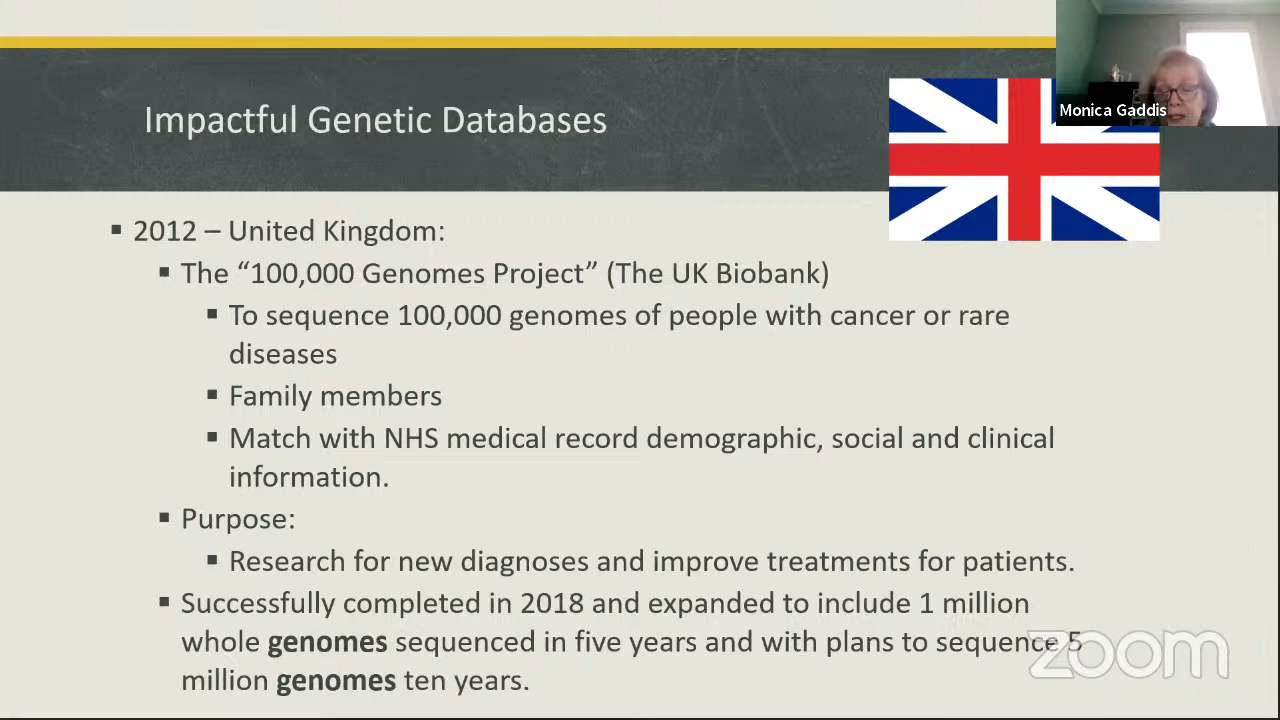 Monica Gaddis
Impactful Genetic Databases
▪ 2012 – United Kingdom:
▪ The “100,000 Genomes Project” (The UK Biobank)
▪ To sequence 100,000 genomes of people with cancer or rare
diseases
▪ Family members
▪ Match with NHS medical record demographic, social and clinical
information.
▪ Purpose:
▪ Research for new diagnoses and improve treatments for patients.
▪ Successfully completed in 2018 and expanded to include 1 million
whole genomes sequenced in five years and with plans to sequence 5
million genomes ten years.
zoom